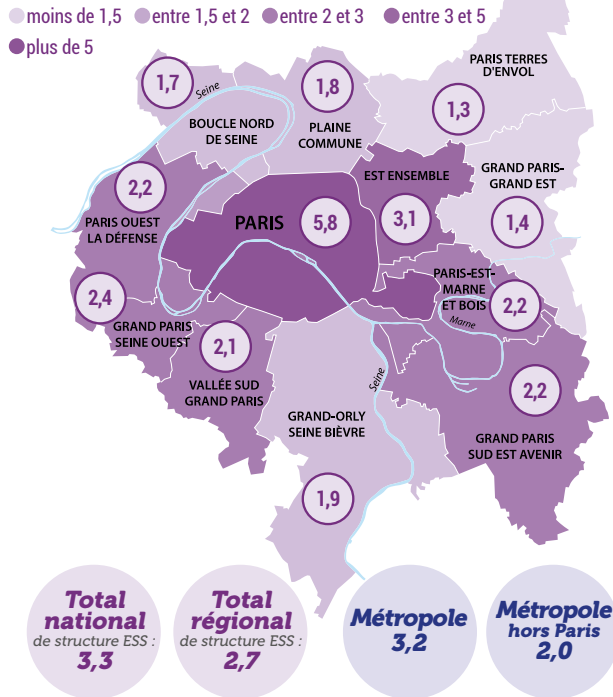 moins de 1,5 entre 1,5 et 2 entre 2 et 3 entre 3 et 5
plus de 5
PARIS TERRES
D'ENVOL
1,3
1,7
Seine
BOUCLE NORD
DE SEINE
1,8
PLAINE
COMMUNE
EST ENSEMBLE
3,1
GRAND PARIS-
GRAND EST
1,4
2,2
PARIS OUEST
LA DÉFENSE
PARIS
5,8
PARIS-EST-
MARNE
ET BOIS
2,2
Marne
2,4
GRAND PARIS
SEINE OUEST
2,1
VALLÉE SUD
GRAND PARIS
Seine
GRAND-ORLY
SEINE BIÈVRE
1,9
2,2
GRAND PARIS
SUD EST AVENIR
Total
national
de structure ESS :
3,3
Total
régional
de structure ESS :
2,7
Métropole
3,2
Métropole
hors Paris
2,0